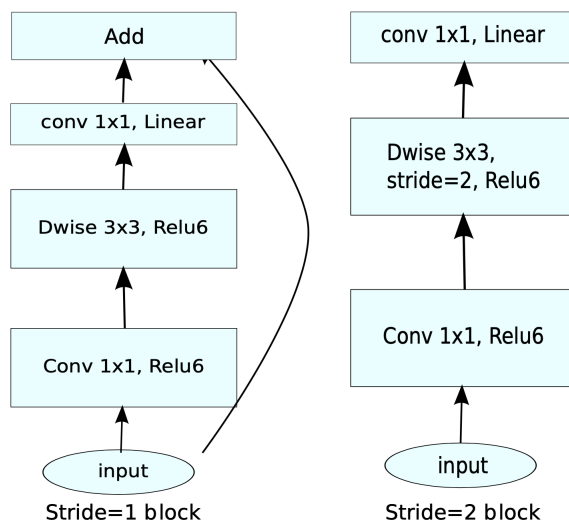 Add
conv 1x1, Linear
Dwise 3x3, Relu6
Conv 1x1, Relu6
input
Stride=1 block
conv 1x1, Linear
Dwise 3x3,
stride=2, Relu6
Conv 1x1, Relu6
input
Stride=2 block